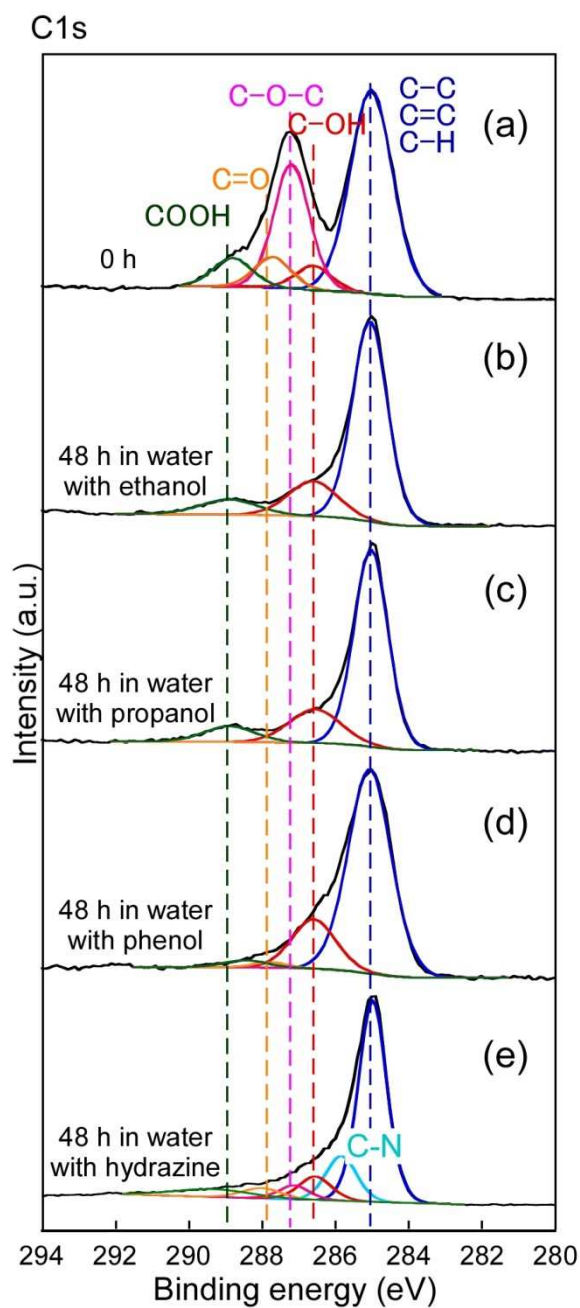 C1s
C–O–C
C–C
C=C
C–H
(a)
C–OH
C=O
COOH
0 h
(b)
48 h in water
with ethanol
(c)
48 h in water
with propanol
Intensity (a.u.)
(d)
48 h in water
with phenol
(e)
C-N
48 h in water
with hydrazine
294 292 290 288 286 284 282 280
Binding energy (eV)